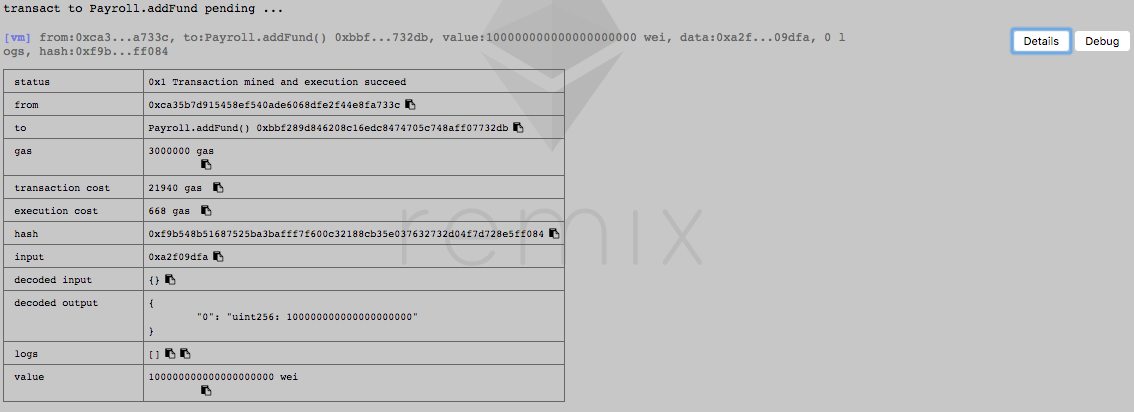 transact to Payroll.addFund pending ...
[vm] from:0xca3...a733c, to:Payroll.addFund() 0xbbf...732db, value:100000000000000000000 wei, data:0xa2f...09dfa, 0 l
ogs, hash:0xf9b...ff084
Details Debug
status 0x1 Transaction mined and execution succeed
from 0xca35b7d915458ef540ade6068dfe2f44e8fa733c
to Payroll.addFund() 0xbbf289d846208c16edc8474705c748aff07732db
gas 3000000 gas
transaction cost 21940 gas
execution cost 668 gas
hash 0xf9b548b51687525ba3bafff7f600c32188cb35e037632732d04f7d728e5ff084
input 0xa2f09dfa
decoded input {}
decoded output {
"0": "uint256: 100000000000000000000"
}
logs []
value 100000000000000000000 wei
remix